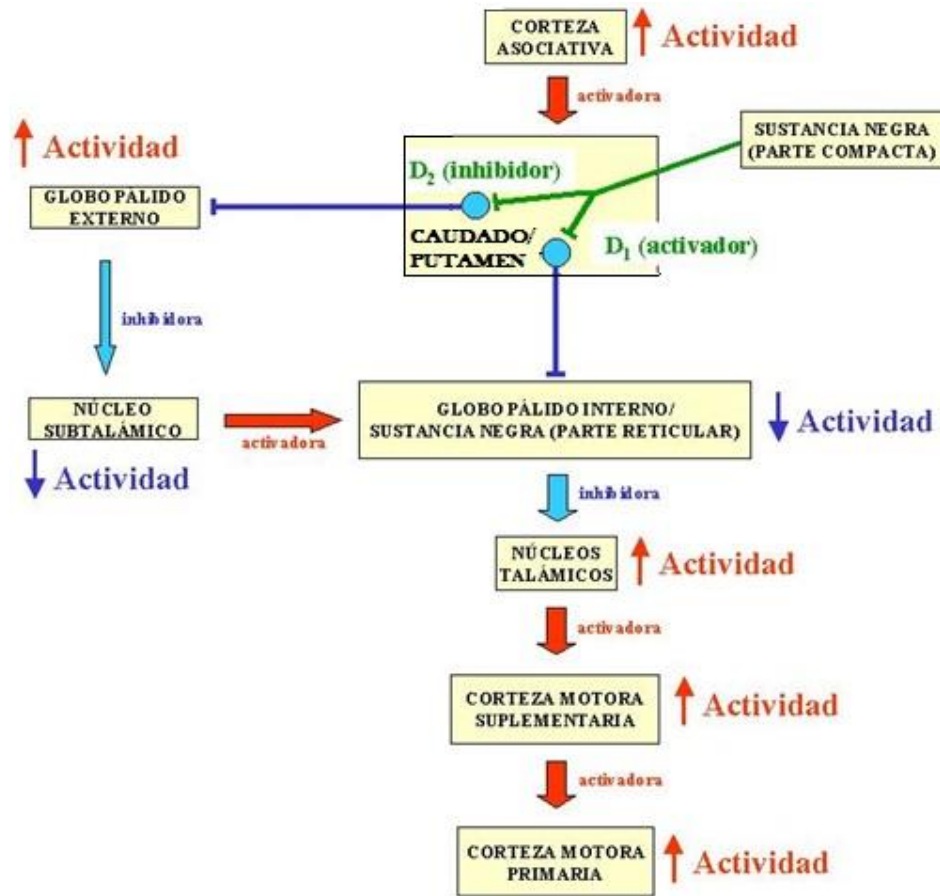 CORTEZA
ASOCIATIVA
Actividad
activadora
Actividad
SUSTANCIA NEGRA
(PARTE COMPACTA)
D₂ (inhibidor)
GLOBO PÁLIDO
EXTERNO
CAUDADO/
PUTAMEN
D₁ (activador)
inhibidora
NÚCLEO
SUBTALÁMICO
activadora
GLOBO PÁLIDO INTERNO/
SUSTANCIA NEGRA (PARTE RETICULAR)
Actividad
Actividad
inhibidora
NÚCLEOS
TALÁMICOS
Actividad
activadora
CORTEZA MOTORA
SUPLEMENTARIA
Actividad
activadora
CORTEZA MOTORA
PRIMARIA
Actividad